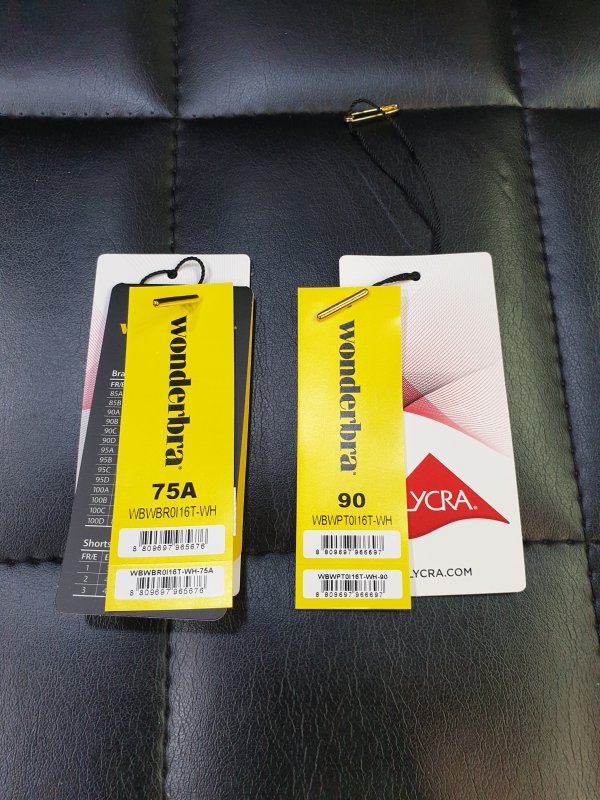 wonderbra
75A
WBWBR0I16T-WH
8 809697 965676
WBWBR0I16T-WH-75A
8 809697 965676
Bra
FR/E
85A
85B
90A
90B
90C
90D
95A
95B
95C
95D
100A
100B
100C
100D
Shorts
FR/E
1
2
3
wonderbra
90
WBWPT0I16T-WH
8 809697 966697
WBWPT0I16T-WH-90
8 809697 966697
LYCRA.
LYCRA.COM